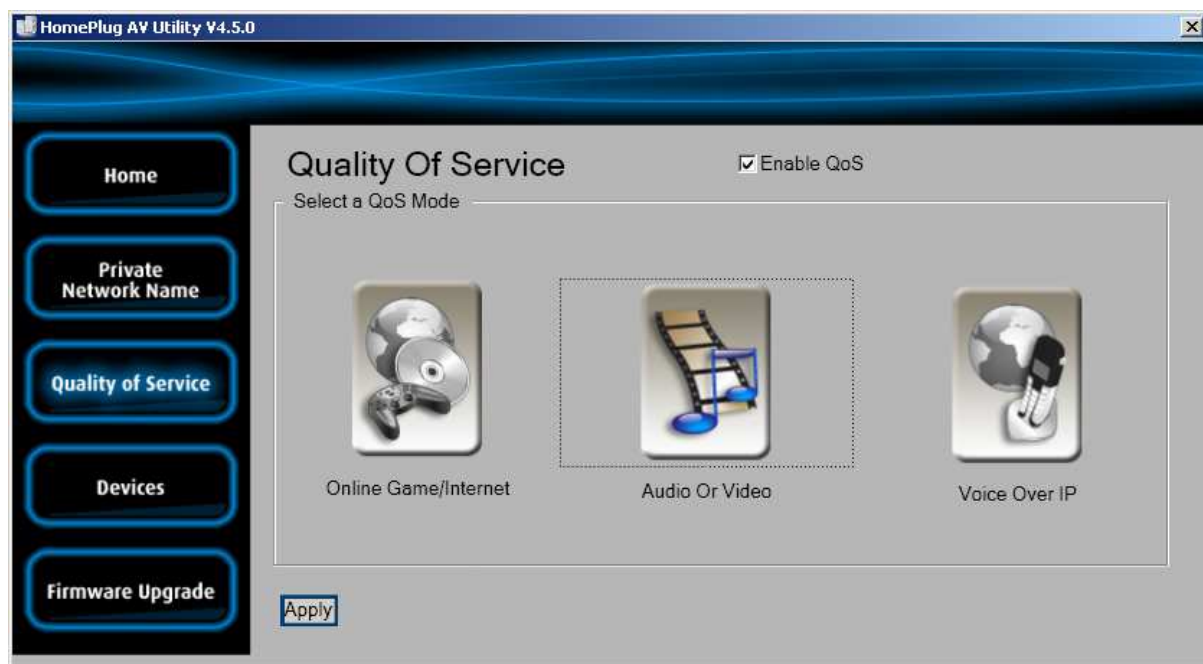 HomePlug AV Utility V4.5.0
Home
Private
Network Name
Quality of Service
Devices
Firmware Upgrade
Quality Of Service
Enable QoS
Select a QoS Mode
Online Game/Internet
Audio Or Video
Voice Over IP
Apply